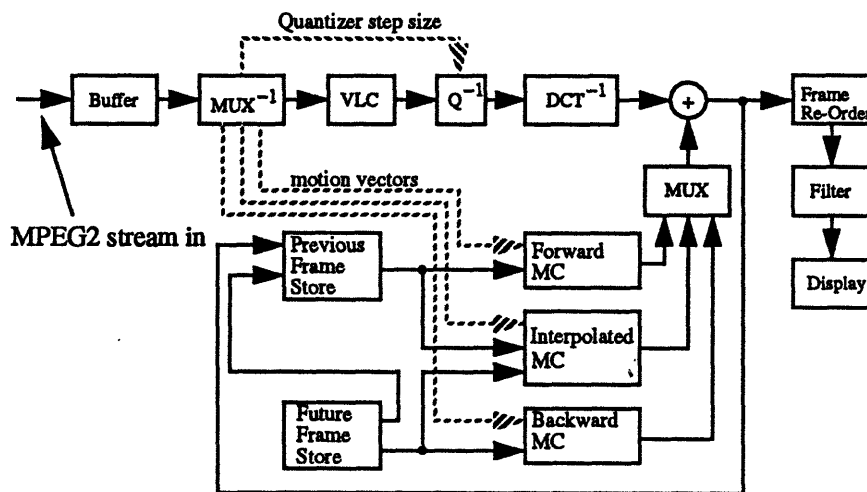 Quantizer step size
Buffer
MUX⁻¹
VLC
Q⁻¹
DCT⁻¹
+
Frame
Re-Order
motion vectors
MUX
Filter
MPEG2 stream in
Previous
Frame
Store
Forward
MC
Display
Interpolated
MC
Future
Frame
Store
Backward
MC